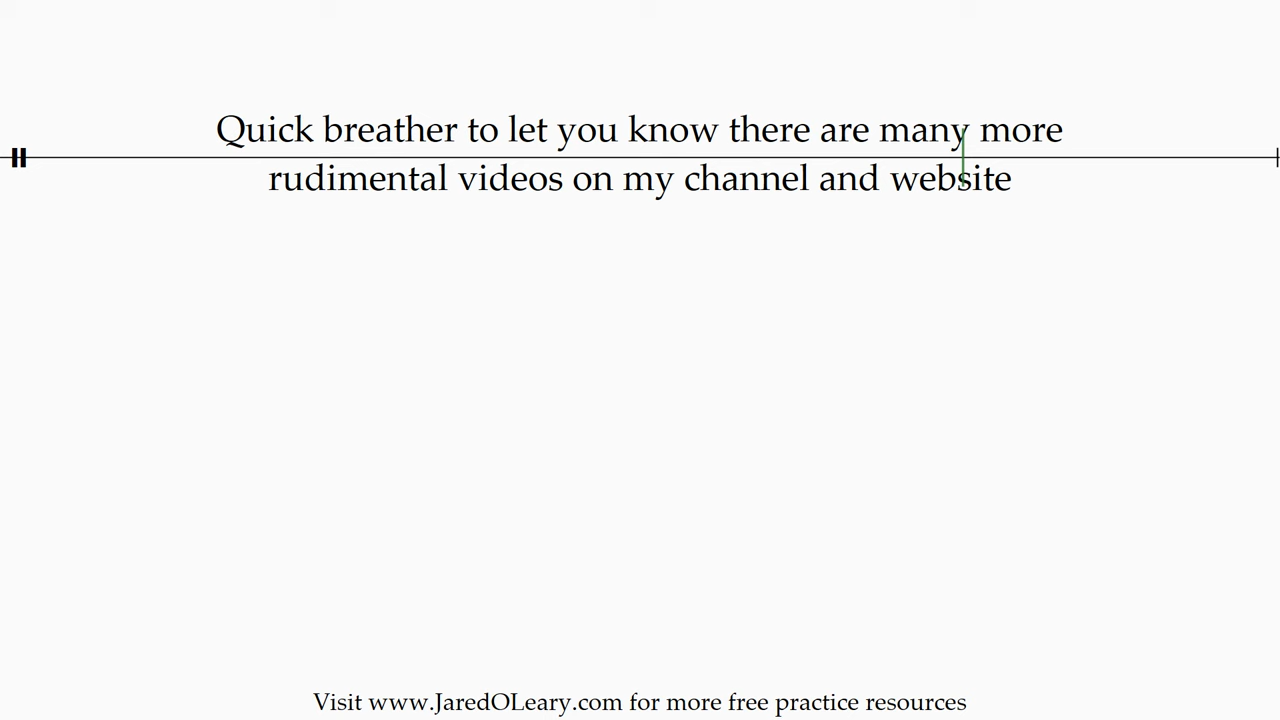 Quick breather to let you know there are many more
rudimental videos on my channel and website
Visit www.JaredOLeary.com for more free practice resources